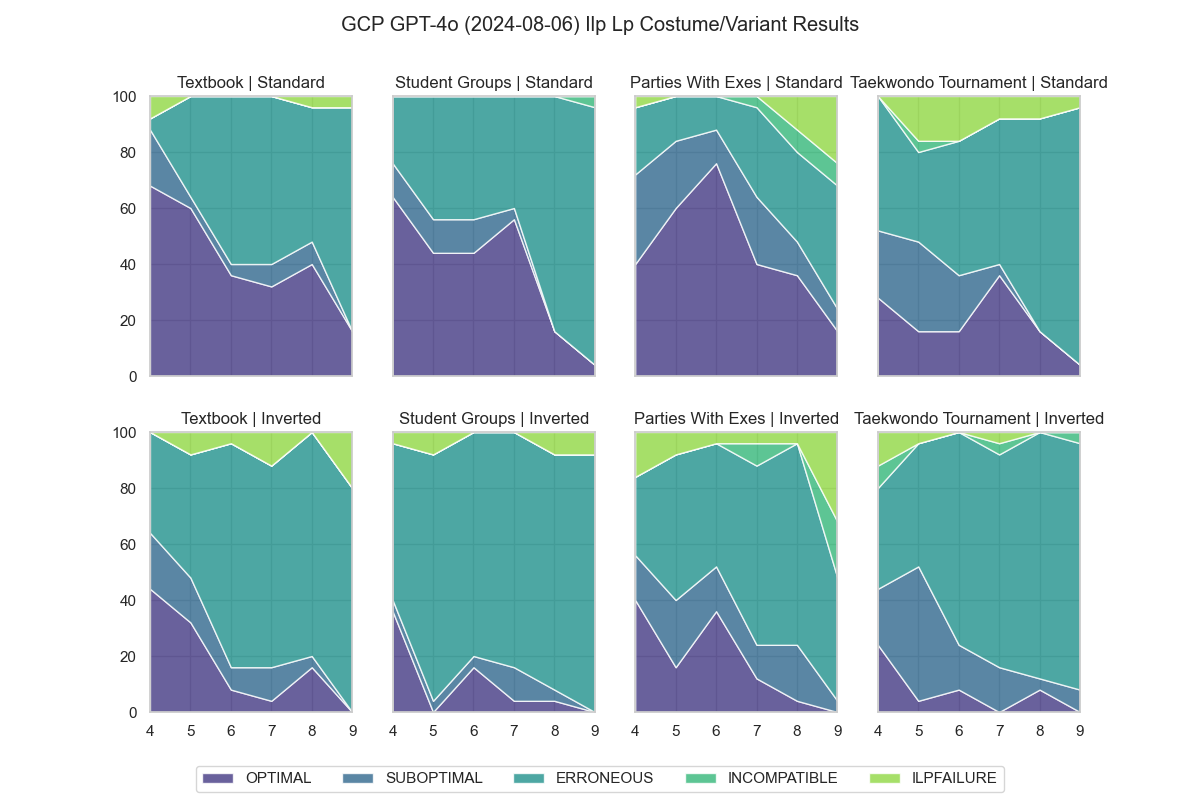 GCP GPT-4o (2024-08-06) Ilp Lp Costume/Variant Results
Textbook | Standard
Student Groups | Standard
Parties With Exes | Standard
Taekwondo Tournament | Standard
100
80
60
40
20
0
Textbook | Inverted
Student Groups | Inverted
Parties With Exes | Inverted
Taekwondo Tournament | Inverted
100
80
60
40
20
0
4 5 6 7 8 9
4 5 6 7 8 9
4 5 6 7 8 9
4 5 6 7 8 9
OPTIMAL SUBOPTIMAL ERRONEOUS INCOMPATIBLE ILPFAILURE